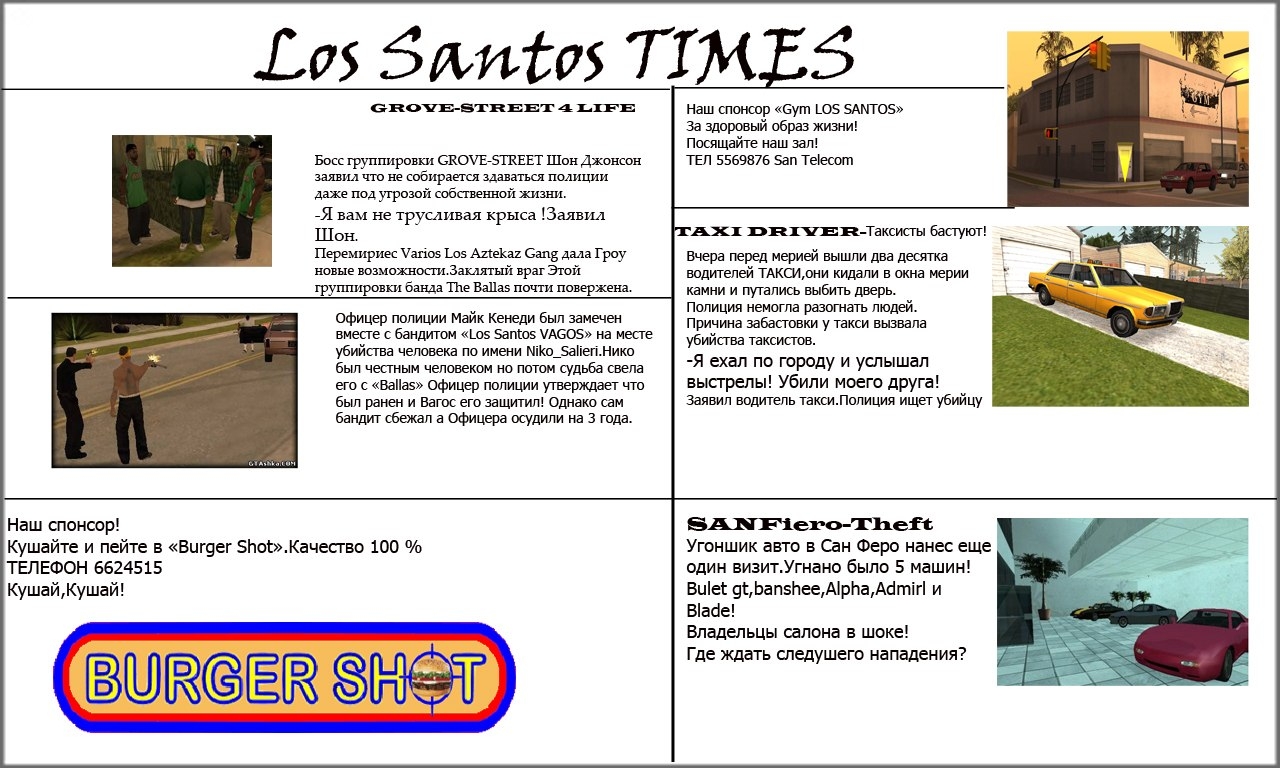 Los Santos TIMES
GROVE-STREET 4 LIFE
Босс группировки GROVE-STREET Шон Джонсон
заявил что не собирается здаваться полиции
даже под угрозой собственной жизни.
-Я вам не трусливая крыса !Заявил
Шон.
Перемириес Varios Los Aztekaz Gang дала Гроу
новые возможности.Заклятый враг Этой
группировки банда The Ballas почти повержена.
Офицер полиции Майк Кенеди был замечен
вместе с бандитом «Los Santos VAGOS» на месте
убийства человека по имени Niko_Salieri.Нико
был честным человеком но потом судьба свела
его с «Ballas» Офицер полиции утверждает что
был ранен и Вагос его защитил! Однако сам
бандит сбежал а Офицера осудили на 3 года.
GTAshka.COM
Наш спонсор!
Кушайте и пейте в «Burger Shot».Качество 100 %
ТЕЛЕФОН 6624515
Кушай,Кушай!
BURGER SHOT
Наш спонсор «Gym LOS SANTOS»
За здоровый образ жизни!
Посящайте наш зал!
ТЕЛ 5569876 San Telecom
GYM
TAXI DRIVER-Таксисты бастуют!
Вчера перед мерией вышли два десятка
водителей ТАКСИ,они кидали в окна мерии
камни и путались выбить дверь.
Полиция немогла разогнать людей.
Причина забастовки у такси вызвала
убийства таксистов.
-Я ехал по городу и услышал
выстрелы! Убили моего друга!
Заявил водитель такси.Полиция ищет убийцу
SANFiero-Theft
Угоншик авто в Сан Феро нанес еще
один визит.Угнано было 5 машин!
Bulet gt,banshee,Alpha,Admirl и
Blade!
Владельцы салона в шоке!
Где ждать следушего нападения?